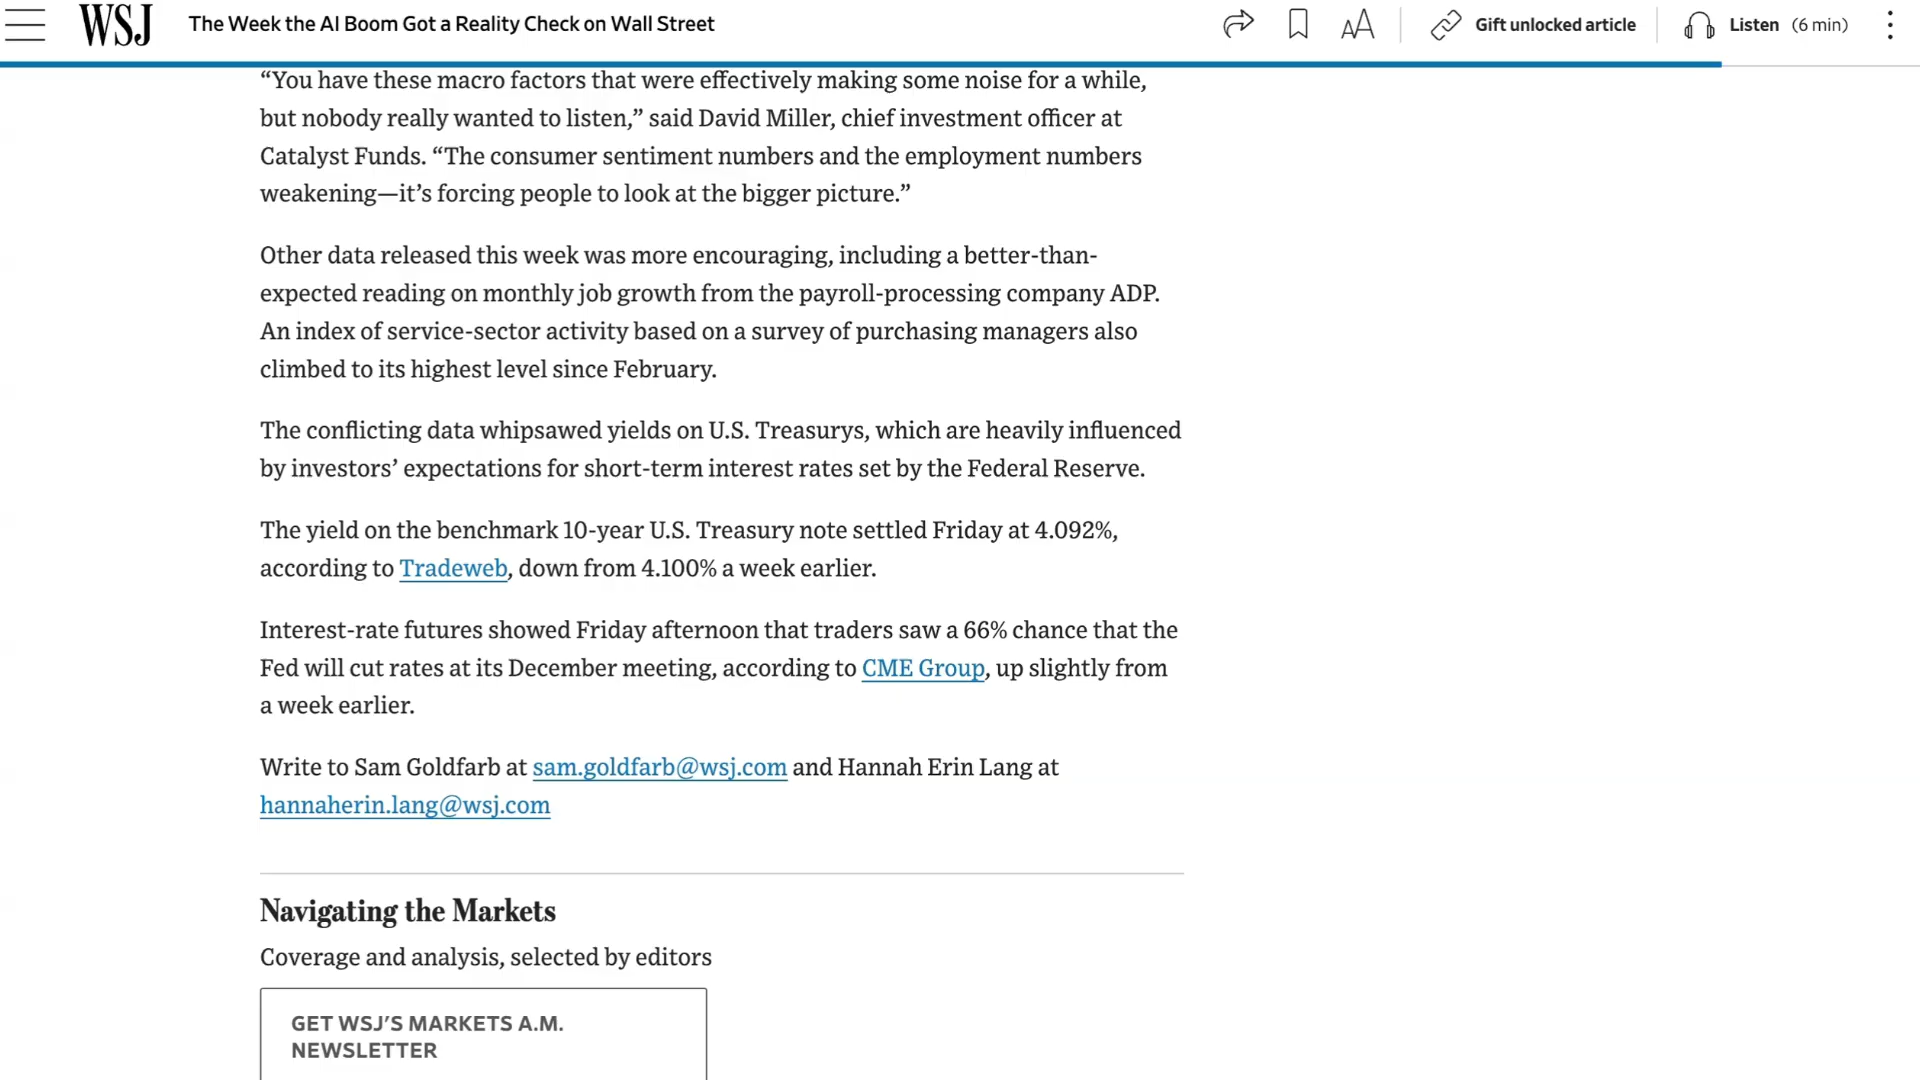 WSJ
The Week the AI Boom Got a Reality Check on Wall Street
AA
Gift unlocked article
Listen (6 min)
“You have these macro factors that were effectively making some noise for a while,
but nobody really wanted to listen,” said David Miller, chief investment officer at
Catalyst Funds. “The consumer sentiment numbers and the employment numbers
weakening—it’s forcing people to look at the bigger picture.”
Other data released this week was more encouraging, including a better-than-
expected reading on monthly job growth from the payroll-processing company ADP.
An index of service-sector activity based on a survey of purchasing managers also
climbed to its highest level since February.
The conflicting data whipsawed yields on U.S. Treasurys, which are heavily influenced
by investors’ expectations for short-term interest rates set by the Federal Reserve.
The yield on the benchmark 10-year U.S. Treasury note settled Friday at 4.092%,
according to Tradeweb, down from 4.100% a week earlier.
Interest-rate futures showed Friday afternoon that traders saw a 66% chance that the
Fed will cut rates at its December meeting, according to CME Group, up slightly from
a week earlier.
Write to Sam Goldfarb at sam.goldfarb@wsj.com and Hannah Erin Lang at
hannaherin.lang@wsj.com
Navigating the Markets
Coverage and analysis, selected by editors
GET WSJ’S MARKETS A.M.
NEWSLETTER